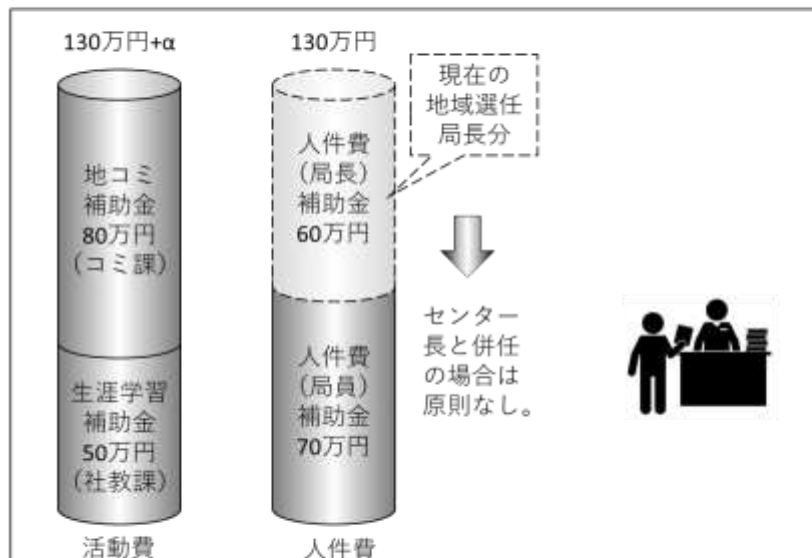 130万円+α
地コミ
補助金
80万円
(コミ課)
生涯学習
補助金
50万円
(社教課)
活動費
130万円
人件費
(局長)
補助金
60万円
人件費
(局員)
補助金
70万円
人件費
現在の
地域選任
局長分
センター
長と併任
の場合は
原則なし。